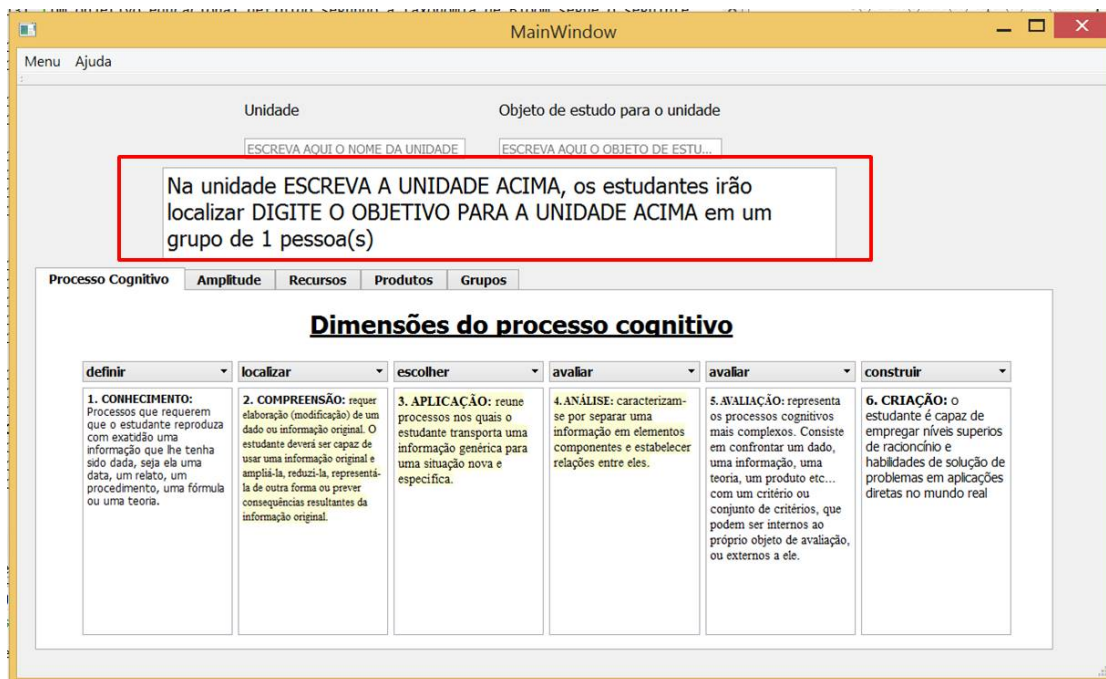 MainWindow
Menu Ajuda
Unidade
Objeto de estudo para o unidade
ESCREVA AQUI O NOME DA UNIDADE
ESCREVA AQUI O OBJETO DE ESTU...
Na unidade ESCREVA A UNIDADE ACIMA, os estudantes irão
localizar DIGITE O OBJETIVO PARA A UNIDADE ACIMA em um
grupo de 1 pessoa(s)
Processo Cognitivo Amplitude Recursos Produtos Grupos
Dimensões do processo cognitivo
definir
1. CONHECIMENTO:
Processos que requerem
que o estudante reproduza
com exatidão uma
informação que lhe tenha
sido dada, seja ela uma
data, um relato, um
procedimento, uma fórmula
ou uma teoria.
localizar
2. COMPREENSÃO: requer
elaboração (modificação) de um
dado ou informação original. O
estudante deverá ser capaz de
usar uma informação original e
ampliá-la, reduzi-la, representá-
la de outra forma ou prever
consequências resultantes da
informação original.
escolher
3. APLICAÇÃO: reune
processos nos quais o
estudante transporta uma
informação genérica para
uma situação nova e
especifica.
avaliar
4. ANÁLISE: caracterizam-
se por separar uma
informação em elementos
componentes e estabelecer
relações entre eles.
avaliar
5. AVALIAÇÃO: representa
os processos cognitivos
mais complexos. Consiste
em confrontar um dado,
uma informação, uma
teoria, um produto etc...
com um critério ou
conjunto de critérios, que
podem ser internos ao
próprio objeto de avaliação,
ou externos a ele.
construir
6. CRIAÇÃO: o
estudante é capaz de
empregar níveis superios
de racioncínio e
habilidades de solução de
problemas em aplicações
diretas no mundo real